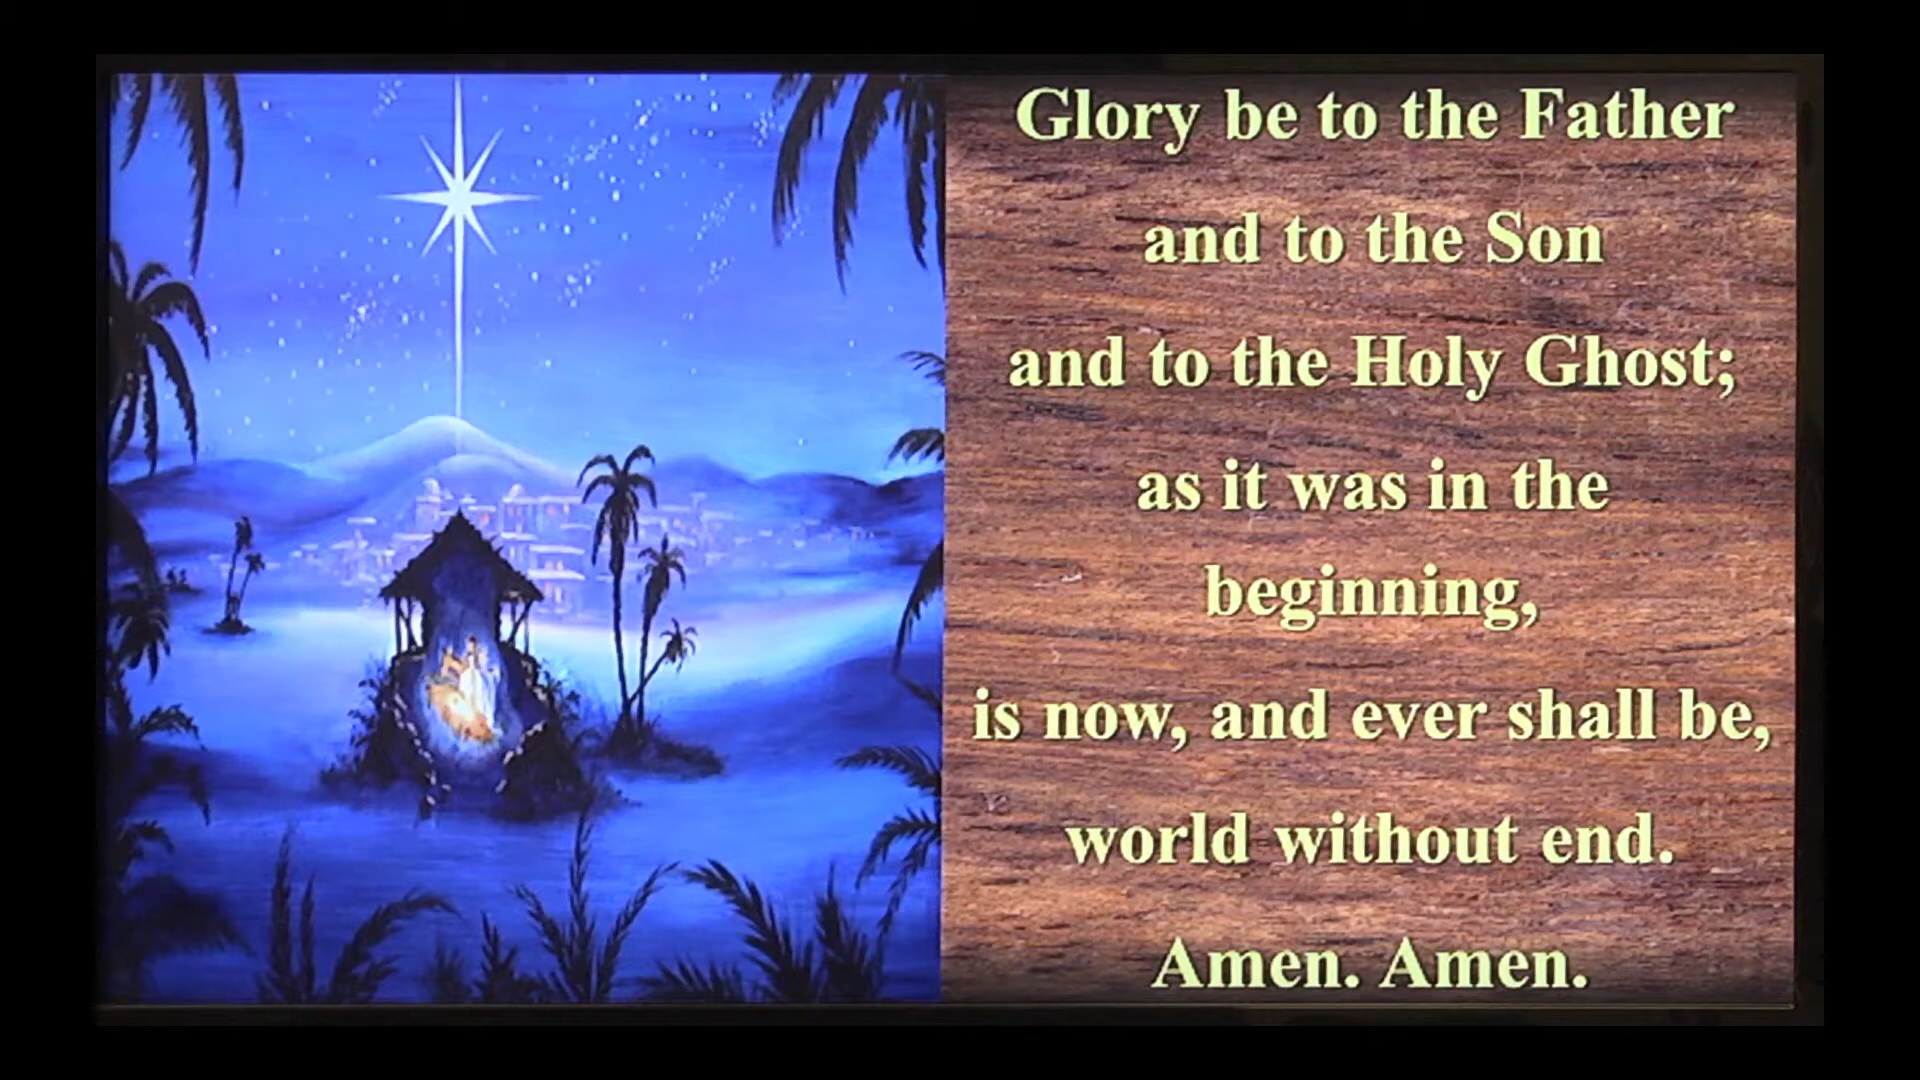 Glory be to the Father
and to the Son
and to the Holy Ghost;
as it was in the
beginning,
is now, and ever shall be,
world without end.
Amen. Amen.